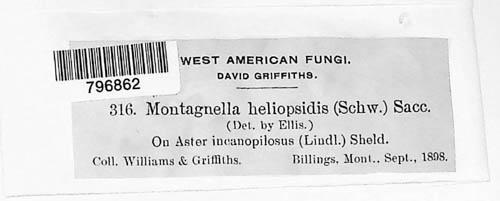 WEST AMERICAN FUNGI.
DAVID GRIFFITHS.
796862
316. Montagnella heliopsidis (Schw.) Sacc.
(Det. by Ellis.)
On Aster incanopilosus (Lindl.) Sheld.
Coll. Williams & Griffiths. Billings, Mont., Sept., 1898.